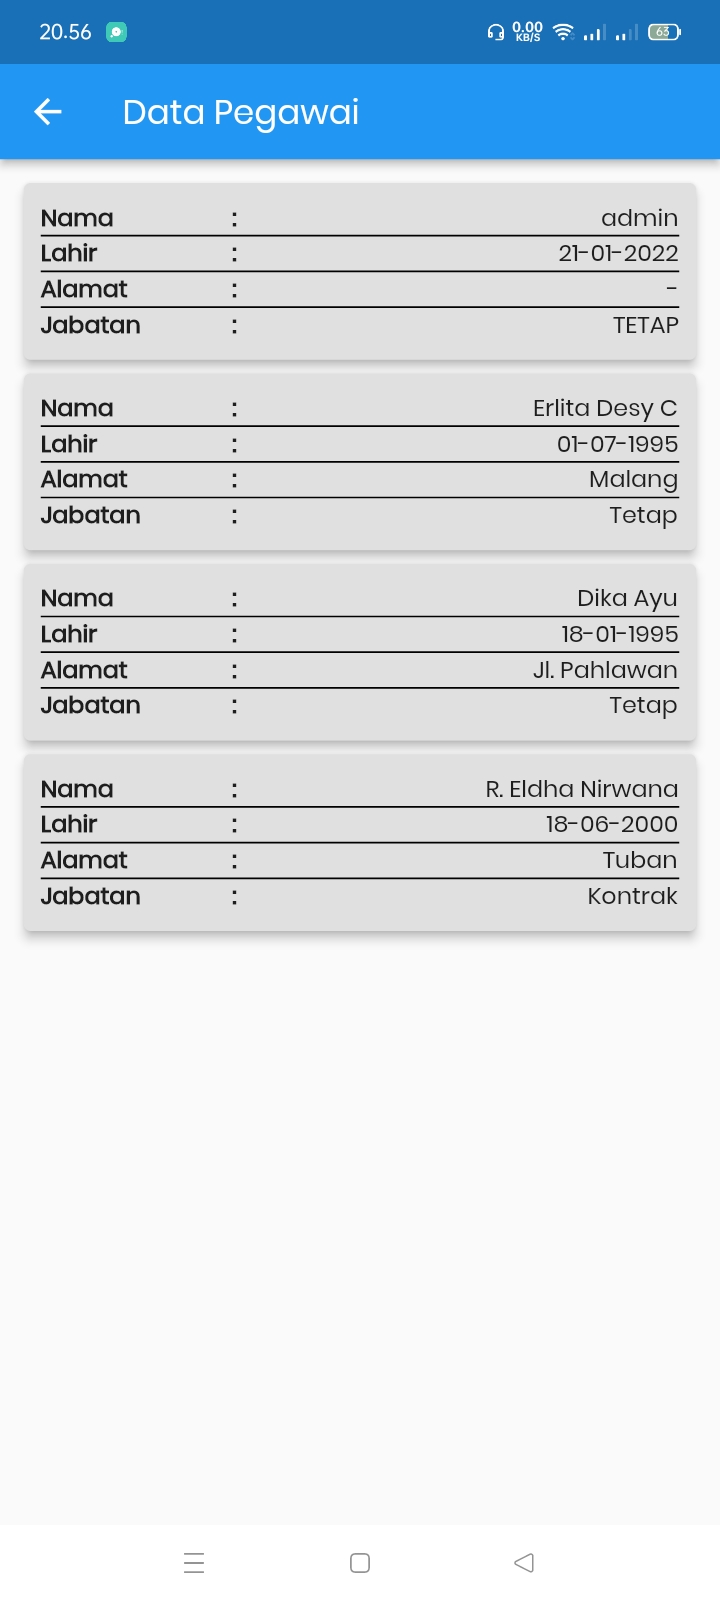 20.56 0.00 KB/S 63
Data Pegawai
Nama : admin
Lahir : 21-01-2022
Alamat : -
Jabatan : TETAP
Nama : Erlita Desy C
Lahir : 01-07-1995
Alamat : Malang
Jabatan : Tetap
Nama : Dika Ayu
Lahir : 18-01-1995
Alamat : Jl. Pahlawan
Jabatan : Tetap
Nama : R. Eldha Nirwana
Lahir : 18-06-2000
Alamat : Tuban
Jabatan : Kontrak